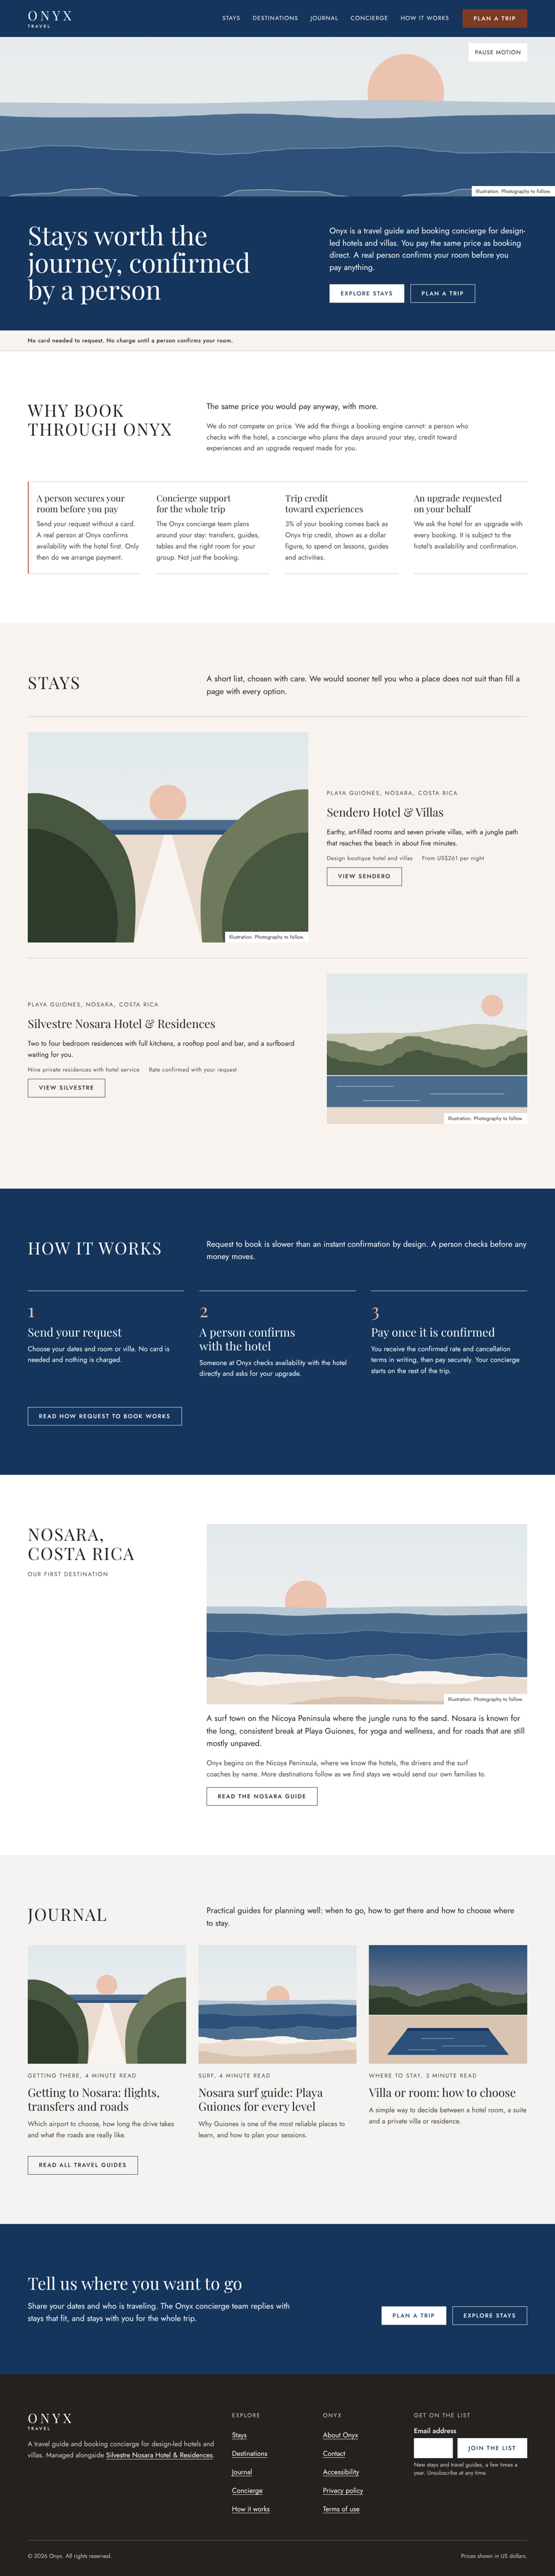 ONYX
TRAVEL
STAYS DESTINATIONS JOURNAL CONCIERGE HOW IT WORKS PLAN A TRIP
PAUSE MOTION
Illustration. Photography to follow.
Stays worth the
journey, confirmed
by a person
Onyx is a travel guide and booking concierge for design-
led hotels and villas. You pay the same price as booking
direct. A real person confirms your room before you
pay anything.
EXPLORE STAYS PLAN A TRIP
No card needed to request. No charge until a person confirms your room.
WHY BOOK
THROUGH ONYX
The same price you would pay anyway, with more.
We do not compete on price. We add the things a booking engine cannot: a person who
checks with the hotel, a concierge who plans the days around your stay, credit toward
experiences and an upgrade request made for you.
A person secures your
room before you pay
Send your request without a card.
A real person at Onyx confirms
availability with the hotel first. Only
then do we arrange payment.
Concierge support
for the whole trip
The Onyx concierge team plans
around your stay: transfers, guides,
tables and the right room for your
group. Not just the booking.
Trip credit
toward experiences
3% of your booking comes back as
Onyx trip credit, shown as a dollar
figure, to spend on lessons, guides
and activities.
An upgrade requested
on your behalf
We ask the hotel for an upgrade with
every booking. It is subject to the
hotel's availability and confirmation.
STAYS
A short list, chosen with care. We would sooner tell you who a place does not suit than fill a
page with every option.
Illustration. Photography to follow.
PLAYA GUIONES, NOSARA, COSTA RICA
Sendero Hotel & Villas
Earthy, art-filled rooms and seven private villas, with a jungle path
that reaches the beach in about five minutes.
Design boutique hotel and villas From US$261 per night
VIEW SENDERO
PLAYA GUIONES, NOSARA, COSTA RICA
Silvestre Nosara Hotel & Residences
Two to four bedroom residences with full kitchens, a rooftop pool and bar, and a surfboard
waiting for you.
Nine private residences with hotel service Rate confirmed with your request
VIEW SILVESTRE
Illustration. Photography to follow.
HOW IT WORKS
Request to book is slower than an instant confirmation by design. A person checks before any
money moves.
1
Send your request
Choose your dates and room or villa. No card is
needed and nothing is charged.
2
A person confirms
with the hotel
Someone at Onyx checks availability with the hotel
directly and asks for your upgrade.
3
Pay once it is confirmed
You receive the confirmed rate and cancellation
terms in writing, then pay securely. Your concierge
starts on the rest of the trip.
READ HOW REQUEST TO BOOK WORKS
NOSARA,
COSTA RICA
OUR FIRST DESTINATION
Illustration. Photography to follow.
A surf town on the Nicoya Peninsula where the jungle runs to the sand. Nosara is known for
the long, consistent break at Playa Guiones, for yoga and wellness, and for roads that are still
mostly unpaved.
Onyx begins on the Nicoya Peninsula, where we know the hotels, the drivers and the surf
coaches by name. More destinations follow as we find stays we would send our own families to.
READ THE NOSARA GUIDE
JOURNAL
Practical guides for planning well: when to go, how to get there and how to choose where
to stay.
GETTING THERE, 4 MINUTE READ
Getting to Nosara: flights,
transfers and roads
Which airport to choose, how long the drive takes
and what the roads are really like.
SURF, 4 MINUTE READ
Nosara surf guide: Playa
Guiones for every level
Why Guiones is one of the most reliable places to
learn, and how to plan your sessions.
WHERE TO STAY, 3 MINUTE READ
Villa or room: how to choose
A simple way to decide between a hotel room, a suite
and a private villa or residence.
READ ALL TRAVEL GUIDES
Tell us where you want to go
Share your dates and who is traveling. The Onyx concierge team replies with
stays that fit, and stays with you for the whole trip.
PLAN A TRIP EXPLORE STAYS
ONYX
TRAVEL
A travel guide and booking concierge for design-led hotels and
villas. Managed alongside Silvestre Nosara Hotel & Residences.
EXPLORE
Stays
Destinations
Journal
Concierge
How it works
ONYX
About Onyx
Contact
Accessibility
Privacy policy
Terms of use
GET ON THE LIST
Email address
JOIN THE LIST
New stays and travel guides, a few times a
year. Unsubscribe at any time.
© 2026 Onyx. All rights reserved.
Prices shown in US dollars.